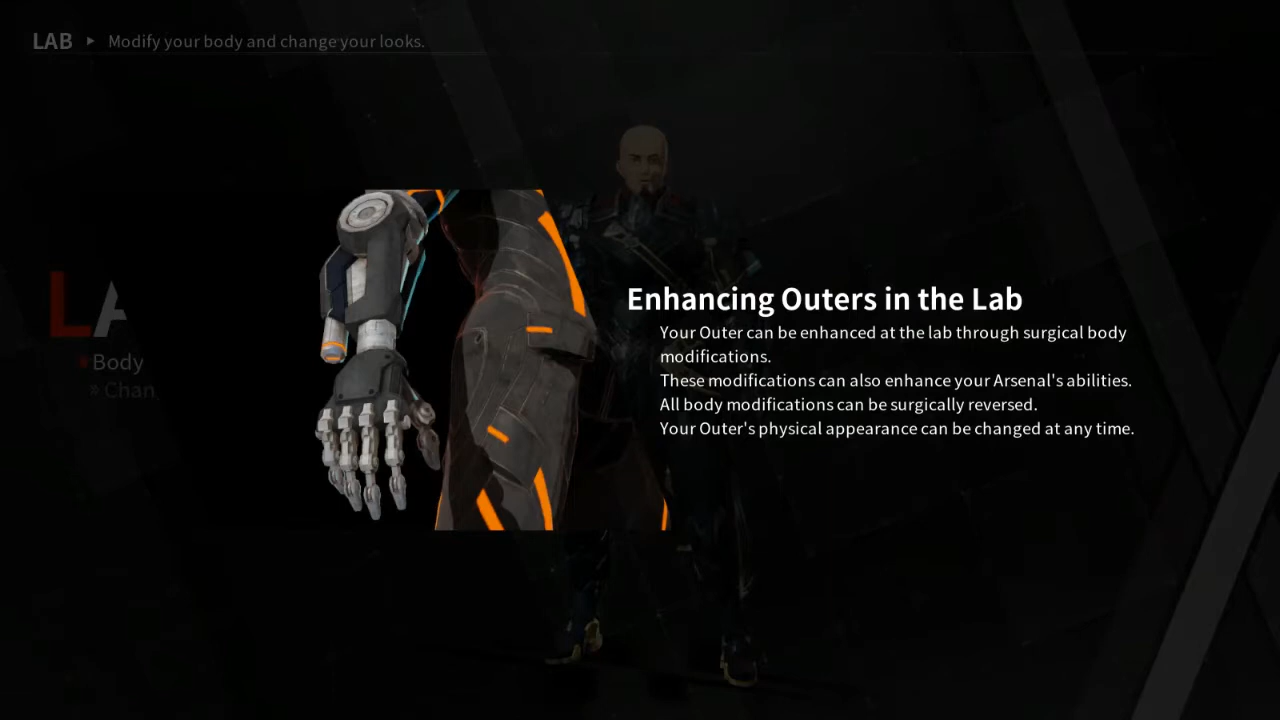 LAB ▶ Modify your body and change your looks.
LA
Body
Chan
Enhancing Outers in the Lab
Your Outer can be enhanced at the lab through surgical body
modifications.
These modifications can also enhance your Arsenal's abilities.
All body modifications can be surgically reversed.
Your Outer's physical appearance can be changed at any time.